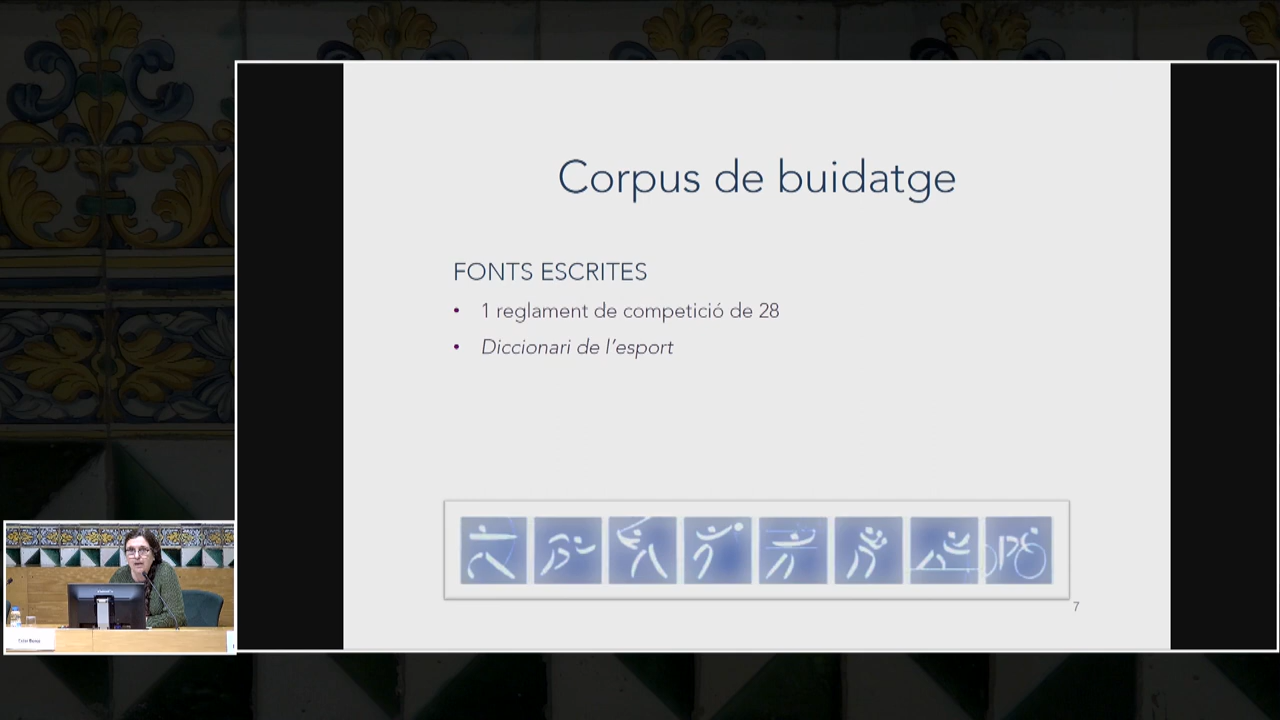 Corpus de buidatge
FONTS ESCRITES
• 1 reglament de competició de 28
• Diccionari de l'esport
7